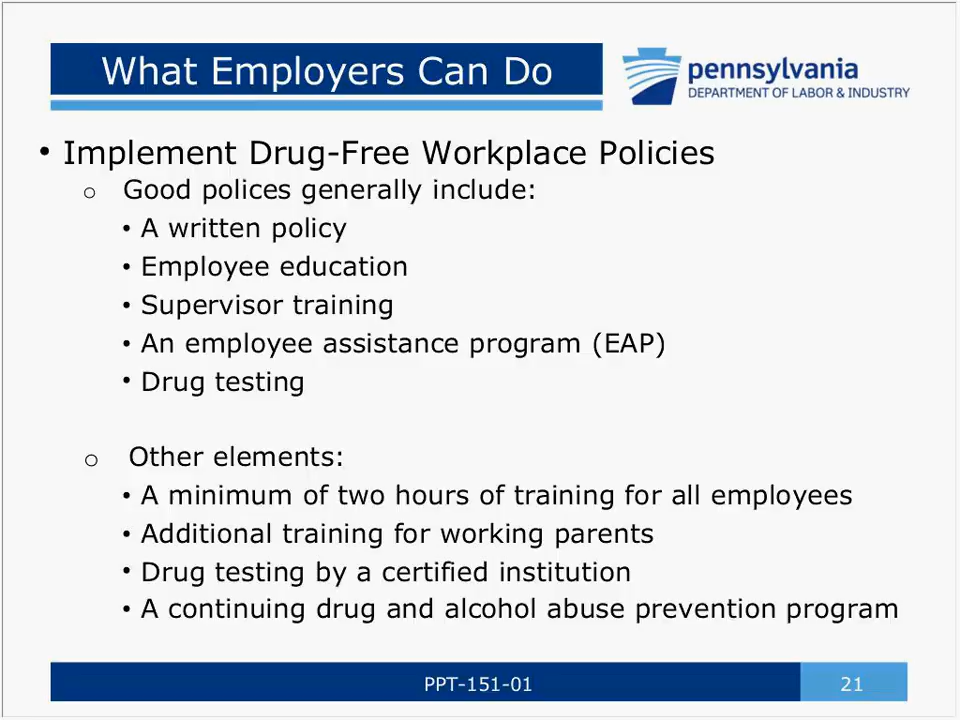 What Employers Can Do
pennsylvania
DEPARTMENT OF LABOR & INDUSTRY
• Implement Drug-Free Workplace Policies
o Good polices generally include:
• A written policy
• Employee education
• Supervisor training
• An employee assistance program (EAP)
• Drug testing
o Other elements:
• A minimum of two hours of training for all employees
• Additional training for working parents
• Drug testing by a certified institution
• A continuing drug and alcohol abuse prevention program
PPT-151-01
21